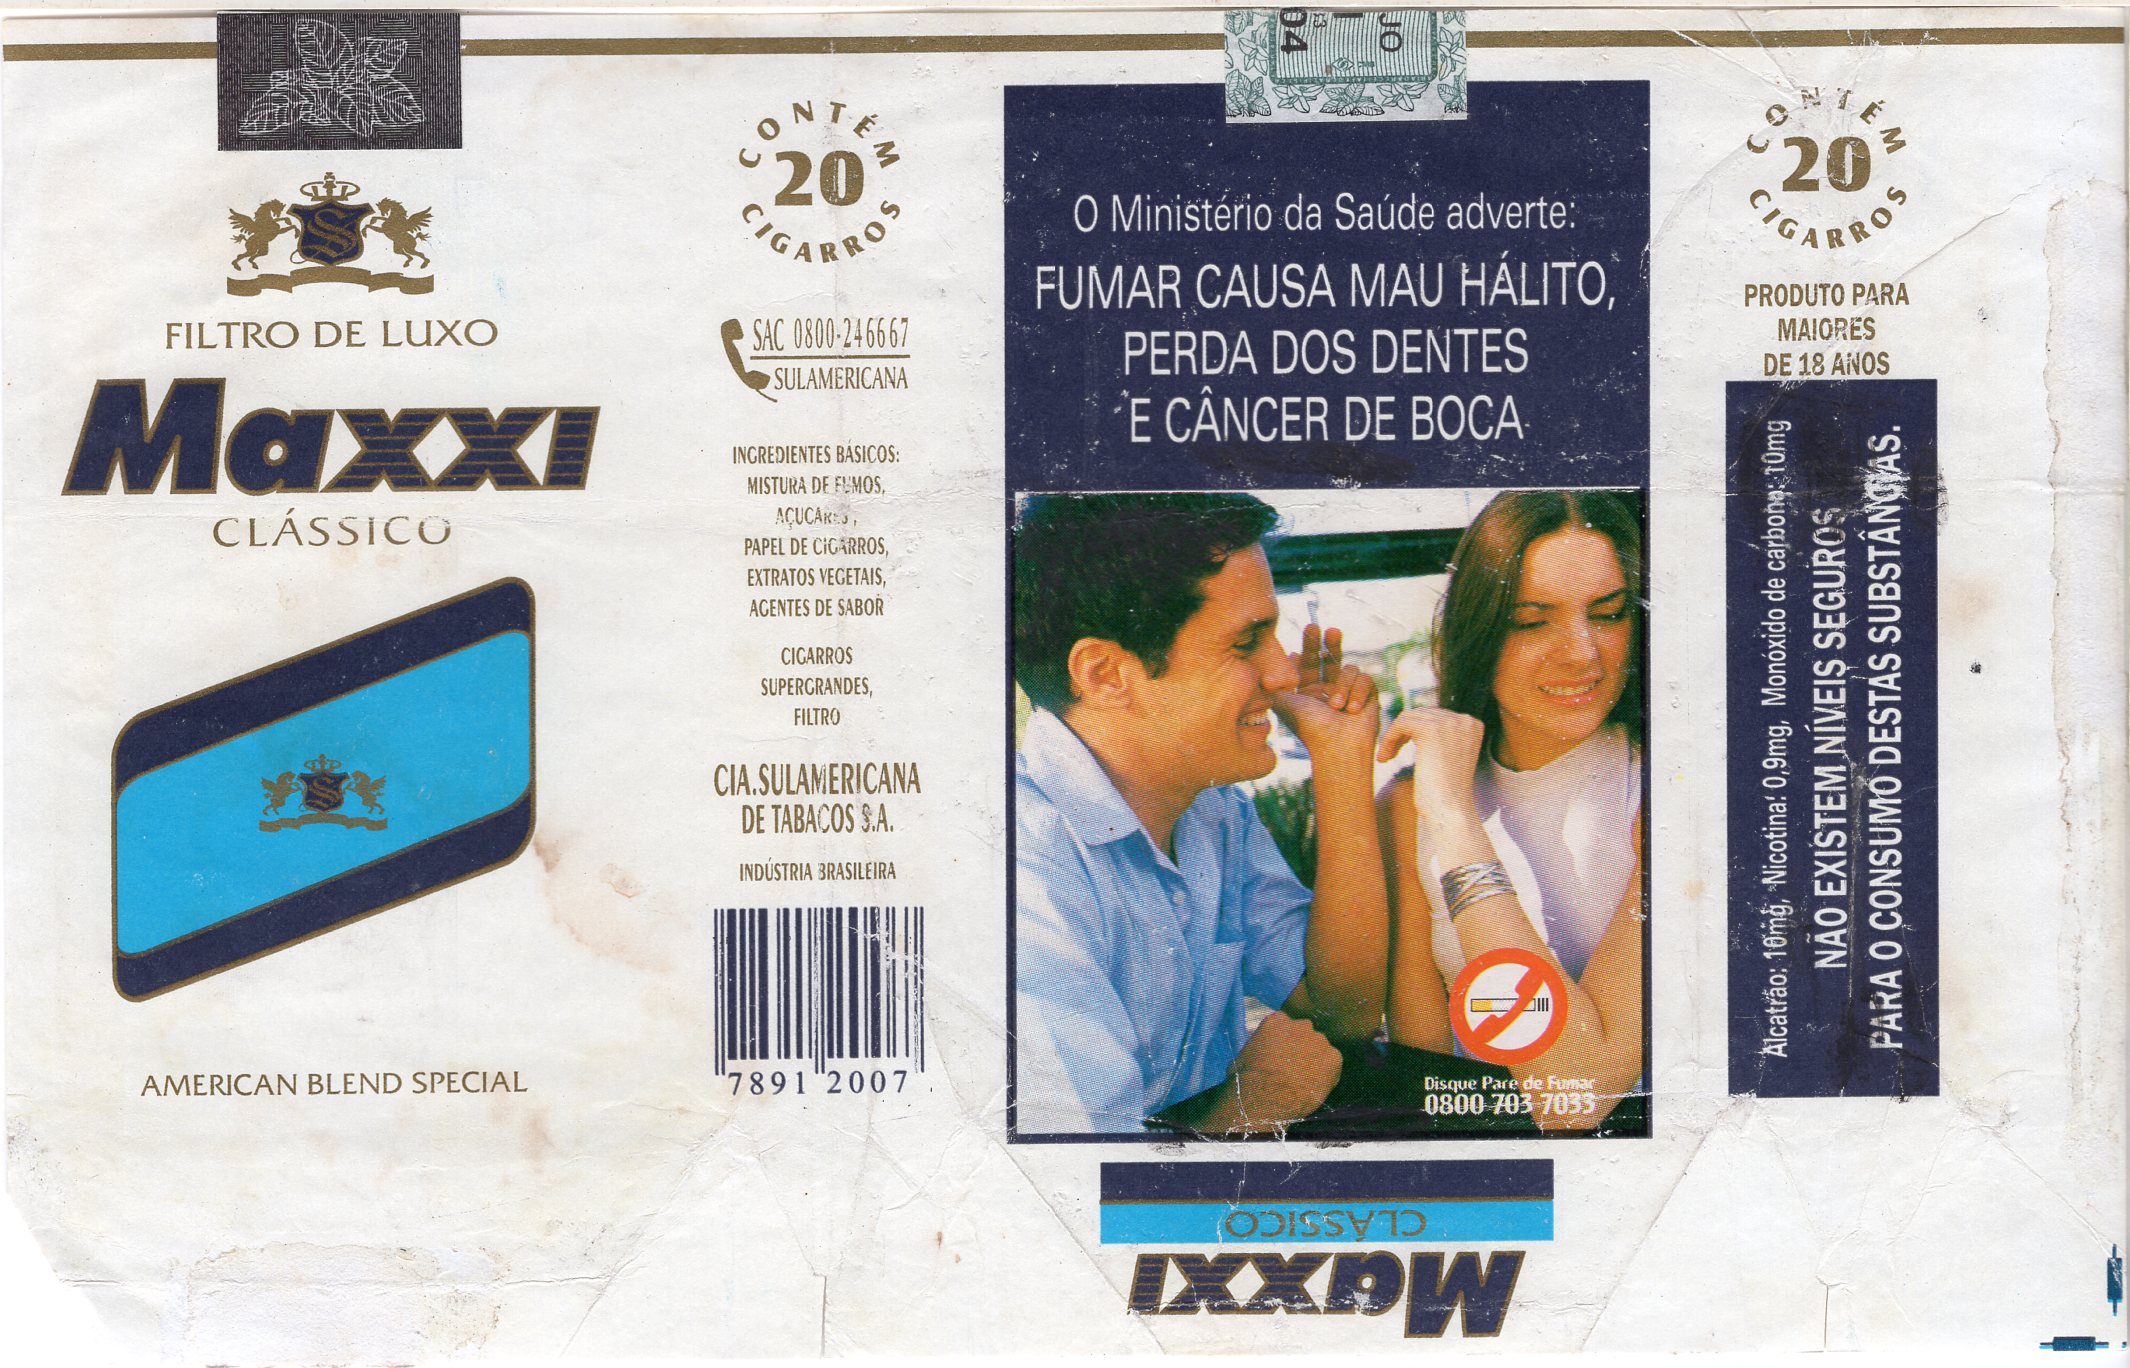 S
FILTRO DE LUXO
Maxxi
CLÁSSICO
S
AMERICAN BLEND SPECIAL
CONTÉM
20
CIGARROS
SAC 0800-246667
SULAMERICANA
INGREDIENTES BÁSICOS:
MISTURA DE FUMOS,
AÇUCARES,
PAPEL DE CIGARROS,
EXTRATOS VEGETAIS,
AGENTES DE SABOR
CIGARROS
SUPERGRANDES,
FILTRO
CIA.SULAMERICANA
DE TABACOS S.A.
INDÚSTRIA BRASILEIRA
7891 2007
JO
04
O Ministério da Saúde adverte:
FUMAR CAUSA MAU HÁLITO,
PERDA DOS DENTES
E CÂNCER DE BOCA
Disque Pare de Fumar
0800 703 7033
Maxxi
CLÁSSICO
CONTÉM
20
CIGARROS
PRODUTO PARA
MAIORES
DE 18 ANOS
Alcatrão: 10mg, Nicotina: 0,9mg, Monóxido de carbono: 10mg
NÃO EXISTEM NÍVEIS SEGUROS
PARA O CONSUMO DESTAS SUBSTÂNCIAS.